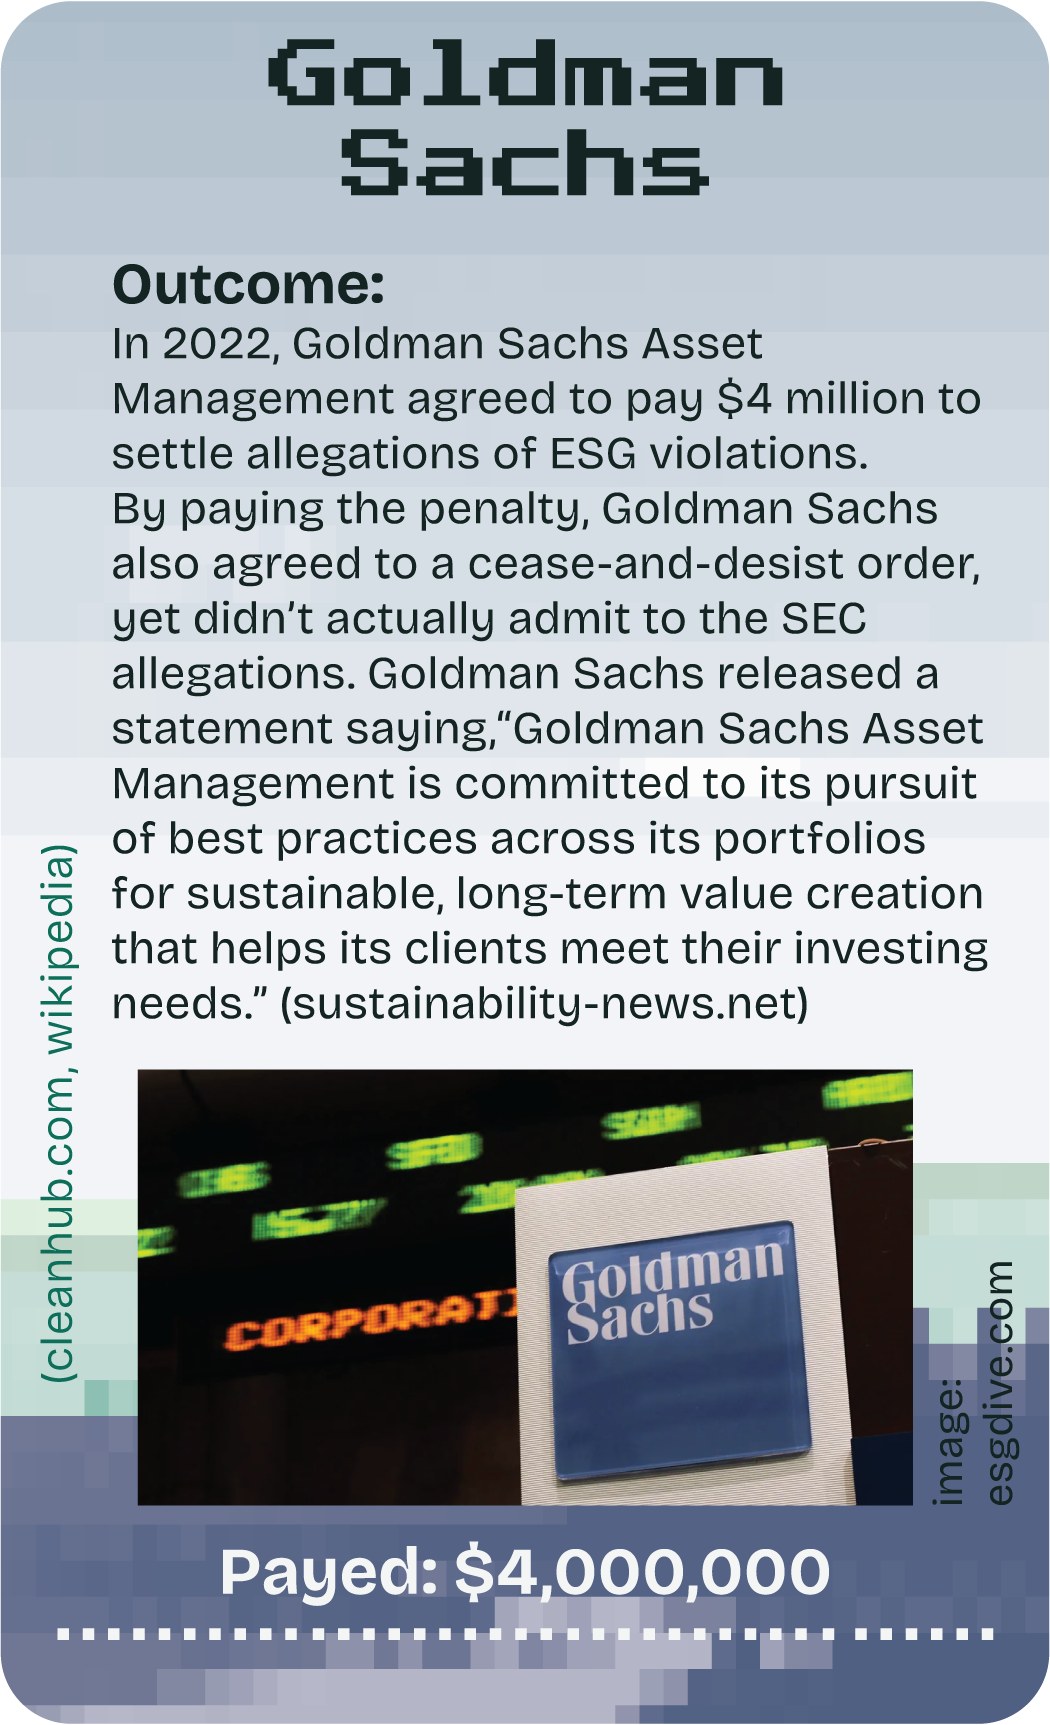 Goldman
Sachs
Outcome:
In 2022, Goldman Sachs Asset
Management agreed to pay $4 million to
settle allegations of ESG violations.
By paying the penalty, Goldman Sachs
also agreed to a cease-and-desist order,
yet didn’t actually admit to the SEC
allegations. Goldman Sachs released a
statement saying,“Goldman Sachs Asset
Management is committed to its pursuit
of best practices across its portfolios
for sustainable, long-term value creation
that helps its clients meet their investing
needs.” (sustainability-news.net)
(cleanhub.com, wikipedia)
CORPORATI
Goldman
Sachs
image:
esgdive.com
Payed: $4,000,000